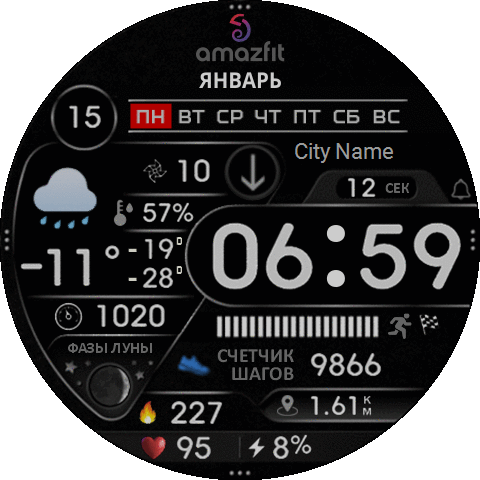 amazfit
ЯНВАРЬ
15 ПН ВТ СР ЧТ ПТ СБ ВС
City Name
10
12 СЕК
57%
-11° -19°
-28°
06:59
1020
ФАЗЫ ЛУНЫ
СЧЕТЧИК
ШАГОВ
9866
227
1.61 КМ
95
8%